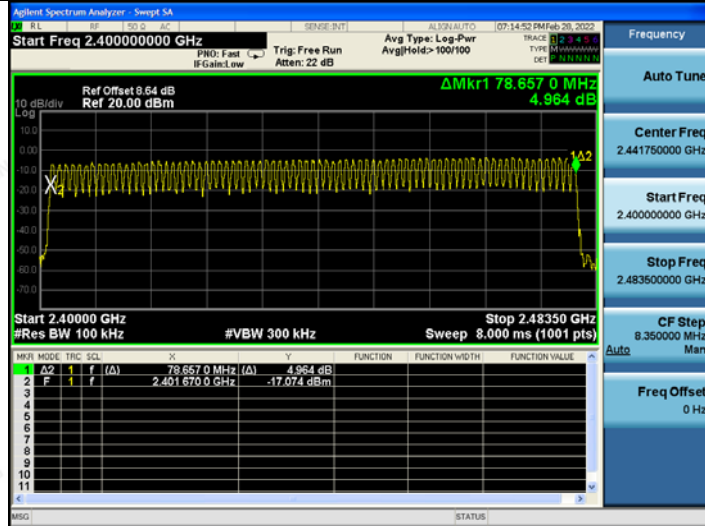 Agilent Spectrum Analyzer - Swept SA
LXI RL RF 50 Ω AC SENSE:INT ALIGNAUTO 07:14:52 PM Feb 28, 2022
Start Freq 2.400000000 GHz
PNO: Fast Trig: Free Run Avg Type: Log-Pwr TRACE 1 2 3 4 5 6
IFGain:Low Atten: 22 dB Avg|Hold:>100/100 TYPE
DET P N N N N N
Ref Offset 8.64 dB ΔMkr1 78.657 0 MHz
10 dB/div Ref 20.00 dBm 4.964 dB
Log
10.0
0.00
-10.0
-20.0
-30.0
-40.0
-50.0
-60.0
-70.0
X2
1Δ2
Start 2.40000 GHz Stop 2.48350 GHz
#Res BW 100 kHz #VBW 300 kHz Sweep 8.000 ms (1001 pts)
MKR MODE TRC SCL X Y FUNCTION FUNCTION WIDTH FUNCTION VALUE
1 Δ2 1 f (Δ) 78.657 0 MHz (Δ) 4.964 dB
2 F 1 f 2.401 670 0 GHz -17.074 dBm
3
4
5
6
7
8
9
10
11
MSG STATUS
Frequency
Auto Tune
Center Freq
2.441750000 GHz
Start Freq
2.400000000 GHz
Stop Freq
2.483500000 GHz
CF Step
8.350000 MHz
Auto Man
Freq Offset
0 Hz